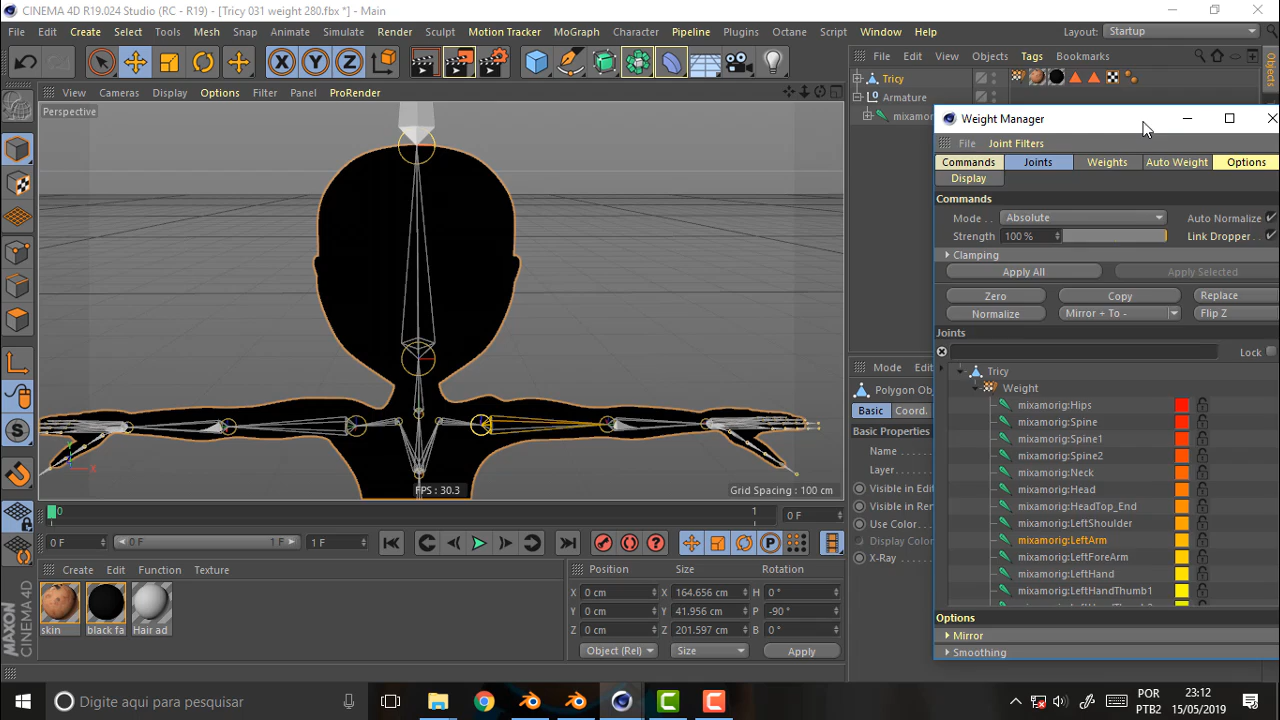 CINEMA 4D R19.024 Studio (RC - R19) - [Tricy 031 weight 280.fbx *] - Main
File Edit Create Select Tools Mesh Snap Animate Simulate Render Sculpt Motion Tracker MoGraph Character Pipeline Plugins Octane Script Window Help Layout: Startup
File Edit View Objects Tags Bookmarks
Objects
Tricy
Armature
mixamor
View Cameras Display Options Filter Panel ProRender
Perspective
X
FPS : 30.3
Grid Spacing : 100 cm
0
1
0 F
0 F
0 F
1 F
1 F
Create Edit Function Texture
skin
black fa
Hair ad
Position Size Rotation
X 0 cm X 164.656 cm H 0 °
Y 0 cm Y 41.956 cm P -90 °
Z 0 cm Z 201.597 cm B 0 °
Object (Rel) Size Apply
MAXON
CINEMA 4D
Mode Edi
Polygon Obj
Basic Coord.
Basic Properties
Name
Layer
Visible in Edi
Visible in Re
Use Color
Display Colo
X-Ray
Weight Manager
File Joint Filters
Commands Joints Weights Auto Weight Options
Display
Commands
Mode . . Absolute Auto Normalize
Strength 100 % Link Dropper . .
Clamping
Apply All Apply Selected
Zero Copy Replace
Normalize Mirror + To - Flip Z
Joints
Lock
Tricy
Weight
mixamorig:Hips
mixamorig:Spine
mixamorig:Spine1
mixamorig:Spine2
mixamorig:Neck
mixamorig:Head
mixamorig:HeadTop_End
mixamorig:LeftShoulder
mixamorig:LeftArm
mixamorig:LeftForeArm
mixamorig:LeftHand
mixamorig:LeftHandThumb1
Options
Mirror
Smoothing
Digite aqui para pesquisar
POR
PTB2
23:12
15/05/2019